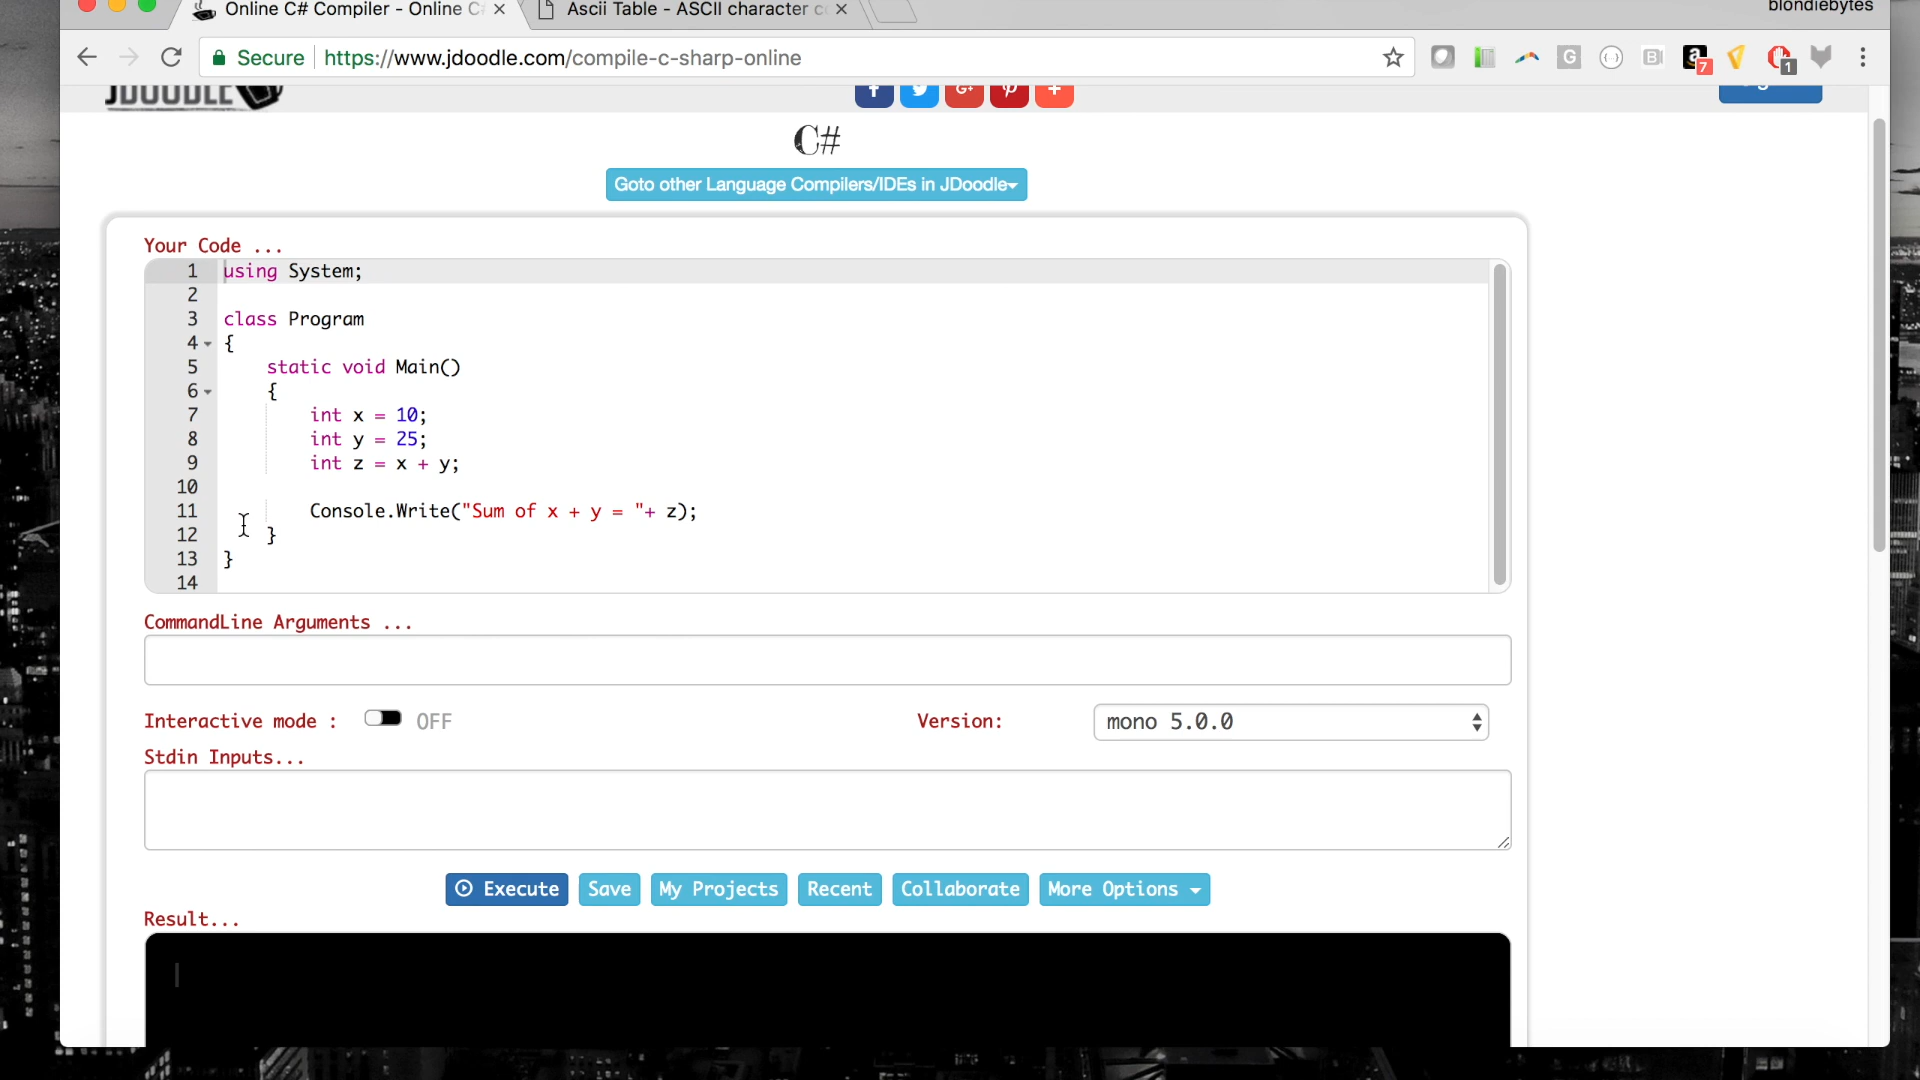 Online C# Compiler - Online C
Ascii Table - ASCII character c
blondiebytes
Secure
https://www.jdoodle.com/compile-c-sharp-online
G
B
a
7
1
JDOODLE
f
G+
+
C#
Goto other Language Compilers/IDEs in JDoodle
Your Code ...
1 using System;
2
3 class Program
4 {
5 static void Main()
6 {
7 int x = 10;
8 int y = 25;
9 int z = x + y;
10
11 Console.Write("Sum of x + y = "+ z);
12 }
13 }
14
CommandLine Arguments ...
Interactive mode : OFF
Version: mono 5.0.0
Stdin Inputs...
Execute
Save
My Projects
Recent
Collaborate
More Options
Result...